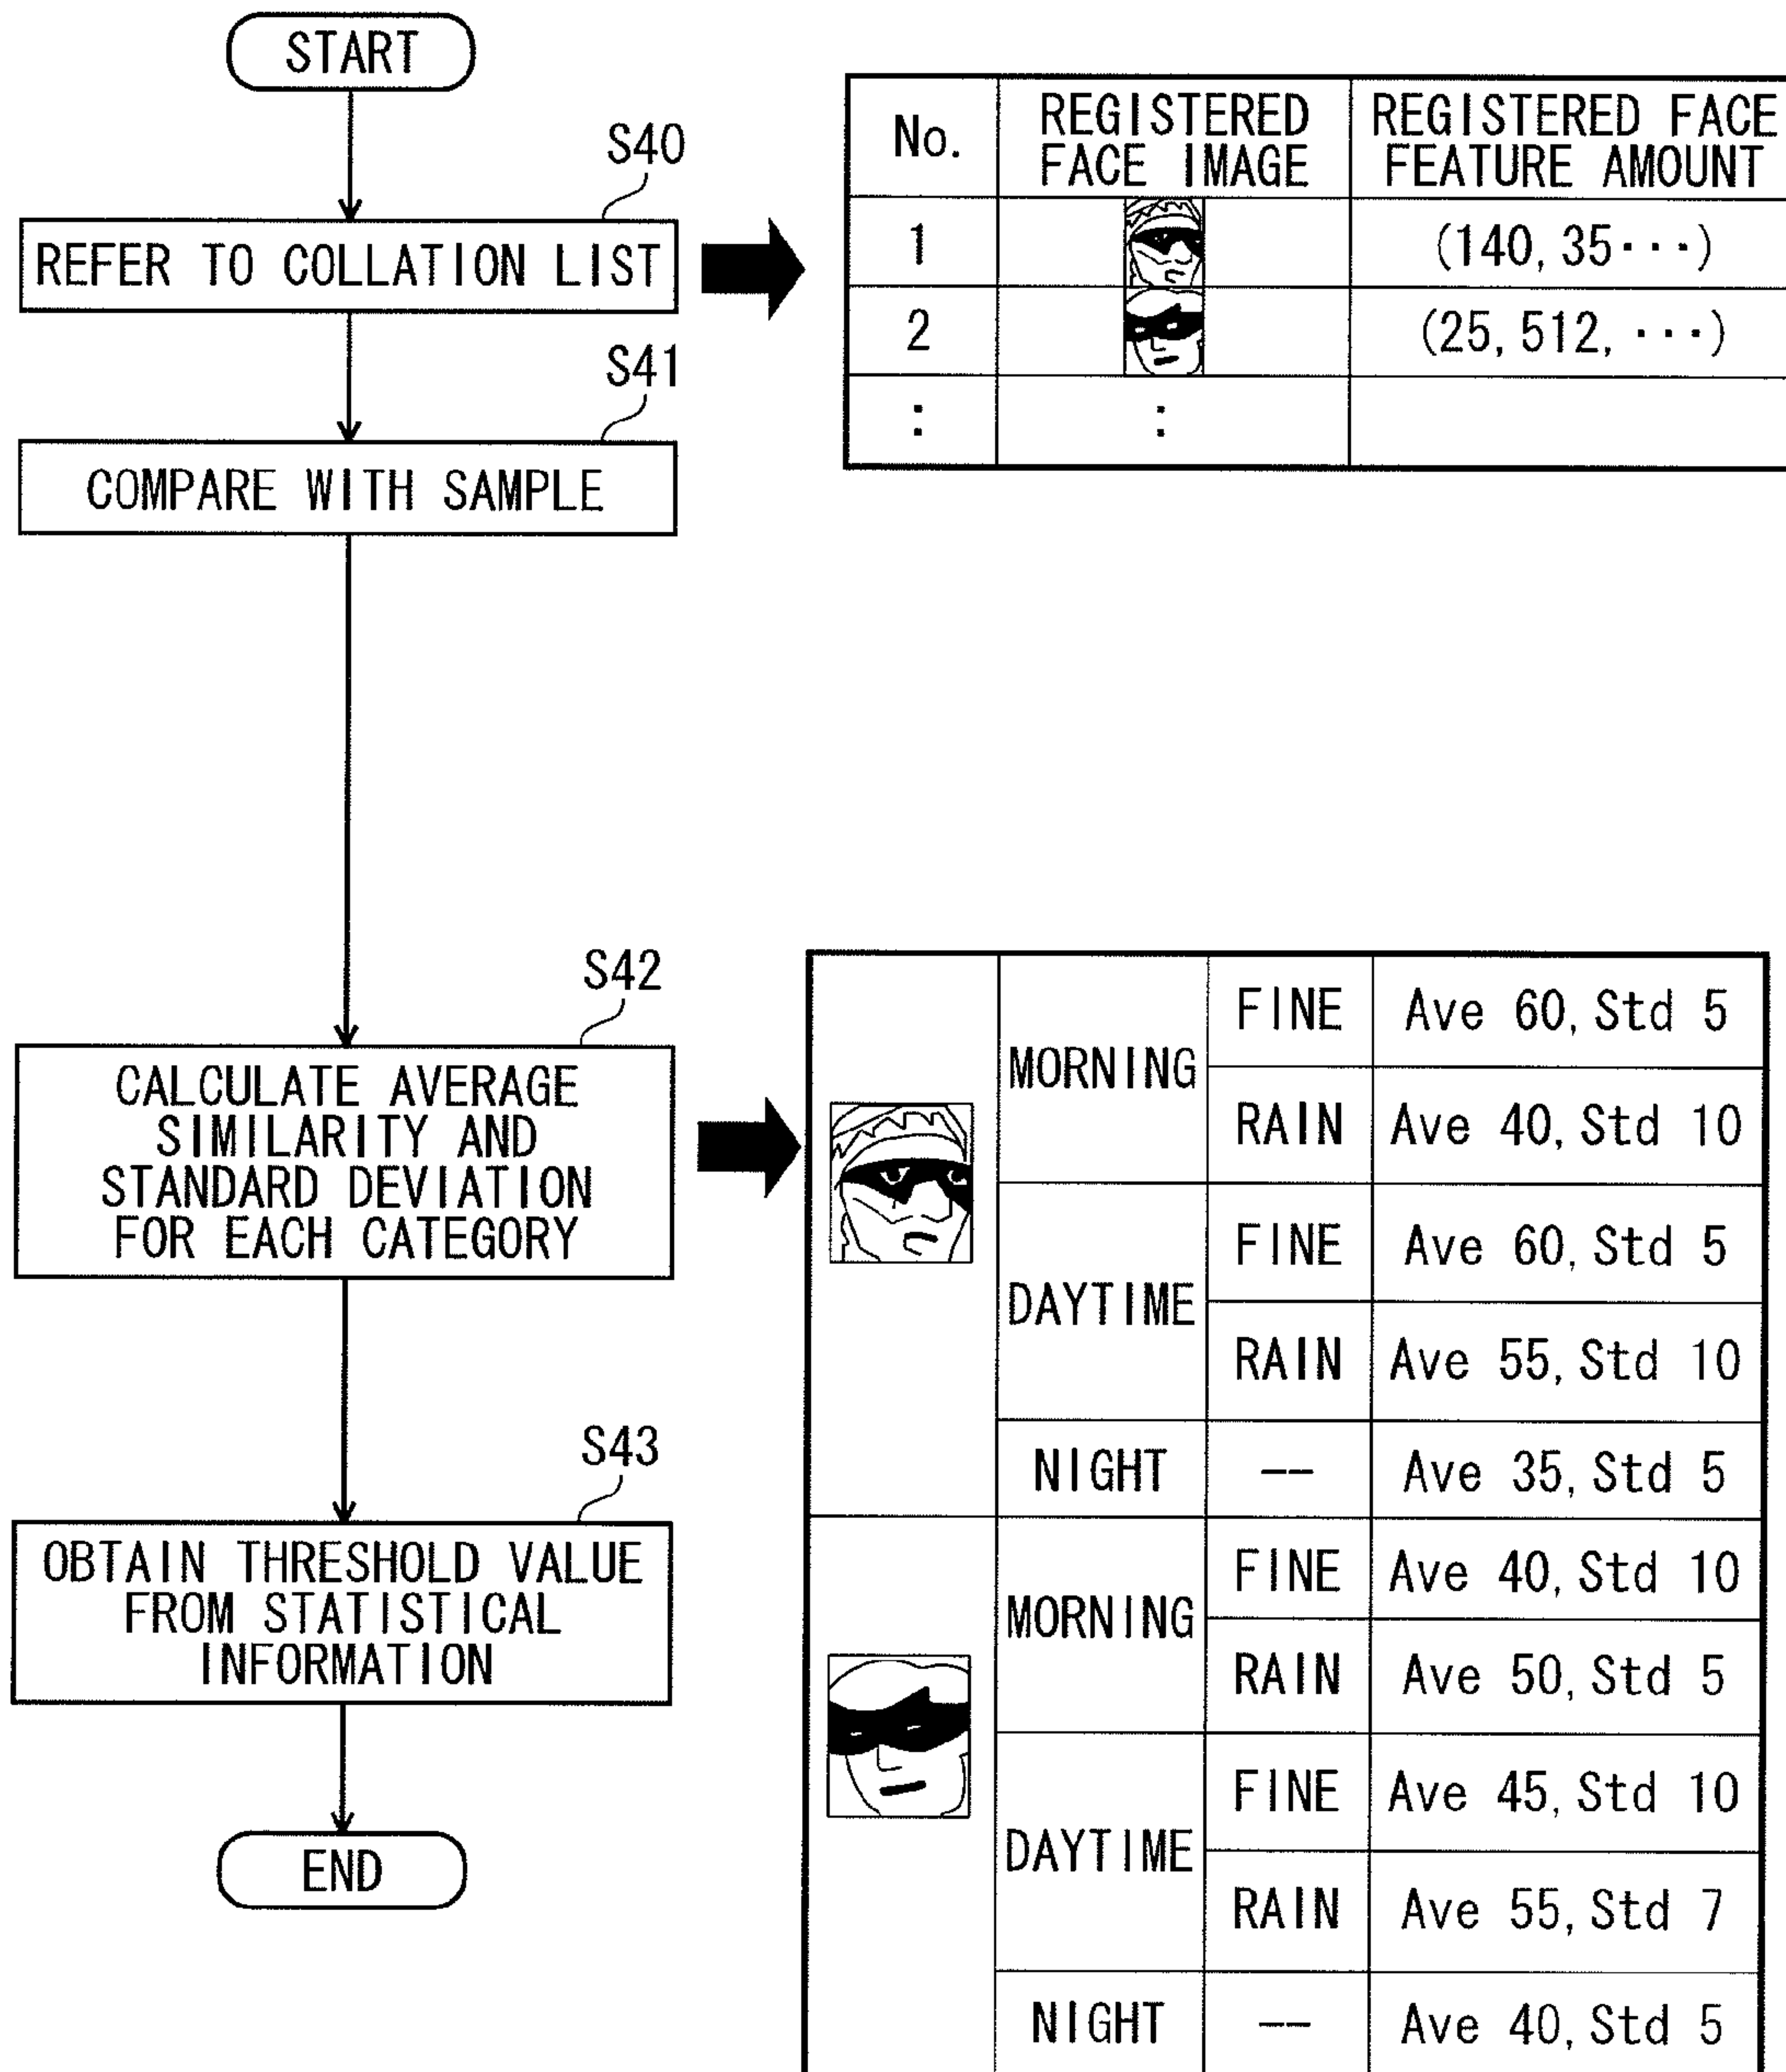 START
S40
REFER TO COLLATION LIST
No.
REGISTERED
FACE IMAGE
REGISTERED FACE
FEATURE AMOUNT
1
(140, 35···)
2
(25, 512, ···)
:
:
S41
COMPARE WITH SAMPLE
S42
CALCULATE AVERAGE
SIMILARITY AND
STANDARD DEVIATION
FOR EACH CATEGORY
MORNING
FINE
Ave 60, Std 5
RAIN
Ave 40, Std 10
DAYTIME
FINE
Ave 60, Std 5
RAIN
Ave 55, Std 10
NIGHT
--
Ave 35, Std 5
MORNING
FINE
Ave 40, Std 10
RAIN
Ave 50, Std 5
DAYTIME
FINE
Ave 45, Std 10
RAIN
Ave 55, Std 7
NIGHT
--
Ave 40, Std 5
S43
OBTAIN THRESHOLD VALUE
FROM STATISTICAL
INFORMATION
END